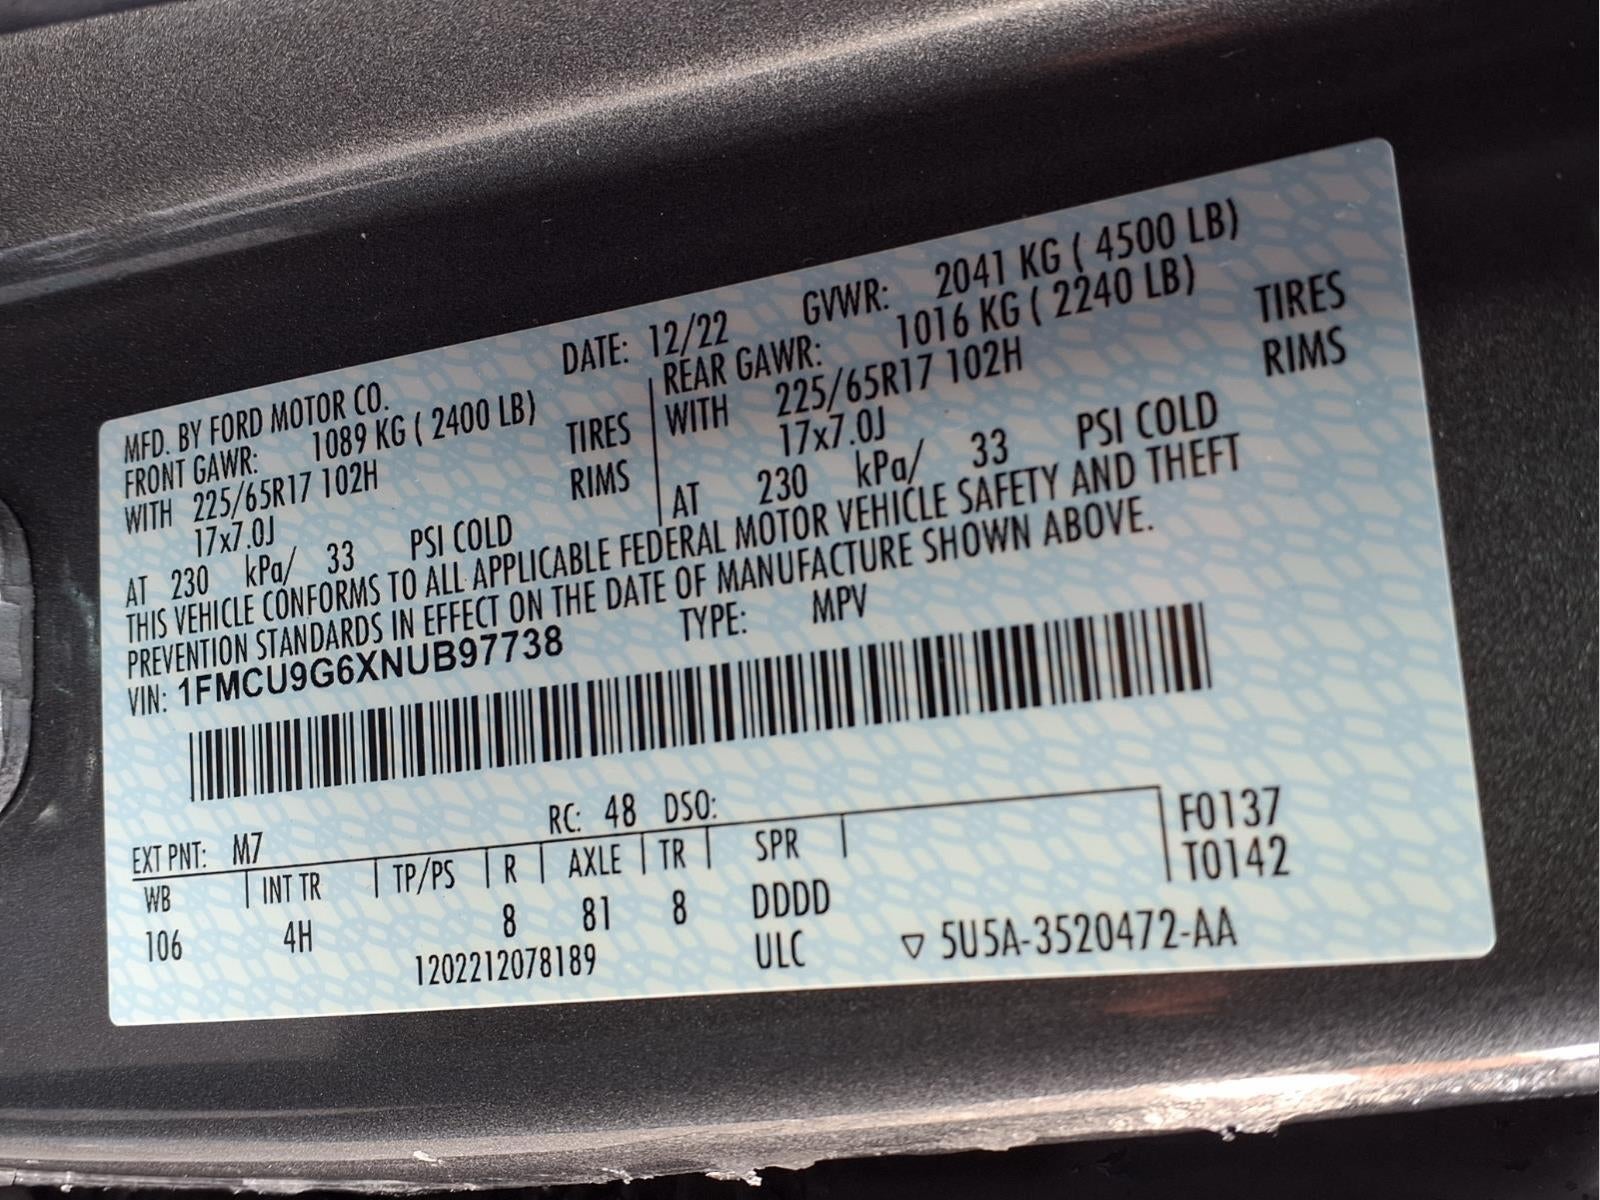 MFD. BY FORD MOTOR CO. DATE: 12/22 GVWR: 2041 KG ( 4500 LB)
FRONT GAWR: 1089 KG ( 2400 LB) REAR GAWR: 1016 KG ( 2240 LB)
WITH 225/65R17 102H TIRES WITH 225/65R17 102H TIRES
17x7.0J RIMS 17x7.0J RIMS
AT 230 kPa/ 33 PSI COLD AT 230 kPa/ 33 PSI COLD
THIS VEHICLE CONFORMS TO ALL APPLICABLE FEDERAL MOTOR VEHICLE SAFETY AND THEFT
PREVENTION STANDARDS IN EFFECT ON THE DATE OF MANUFACTURE SHOWN ABOVE.
VIN: 1FMCU9G6XNUB97738 TYPE: MPV
EXT PNT: M7 RC: 48 DSO: F0137
WB INT TR TP/PS R AXLE TR SPR T0142
106 4H 8 81 8 DDDD
1202212078189 ULC ▽ 5U5A-3520472-AA